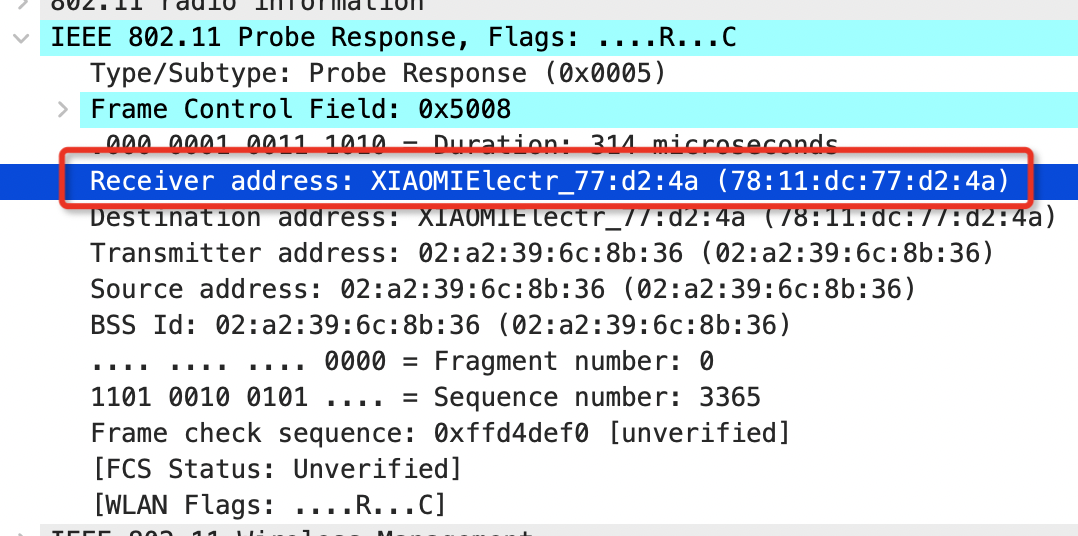 802.11 radio information
IEEE 802.11 Probe Response, Flags: ....R...C
Type/Subtype: Probe Response (0x0005)
Frame Control Field: 0x5008
.000 0001 0011 1010 = Duration: 314 microseconds
Receiver address: XIAOMIElectr_77:d2:4a (78:11:dc:77:d2:4a)
Destination address: XIAOMIElectr_77:d2:4a (78:11:dc:77:d2:4a)
Transmitter address: 02:a2:39:6c:8b:36 (02:a2:39:6c:8b:36)
Source address: 02:a2:39:6c:8b:36 (02:a2:39:6c:8b:36)
BSS Id: 02:a2:39:6c:8b:36 (02:a2:39:6c:8b:36)
.... .... .... 0000 = Fragment number: 0
1101 0010 0101 .... = Sequence number: 3365
Frame check sequence: 0xffd4def0 [unverified]
[FCS Status: Unverified]
[WLAN Flags: ....R...C]
IEEE 802.11 Wireless Management